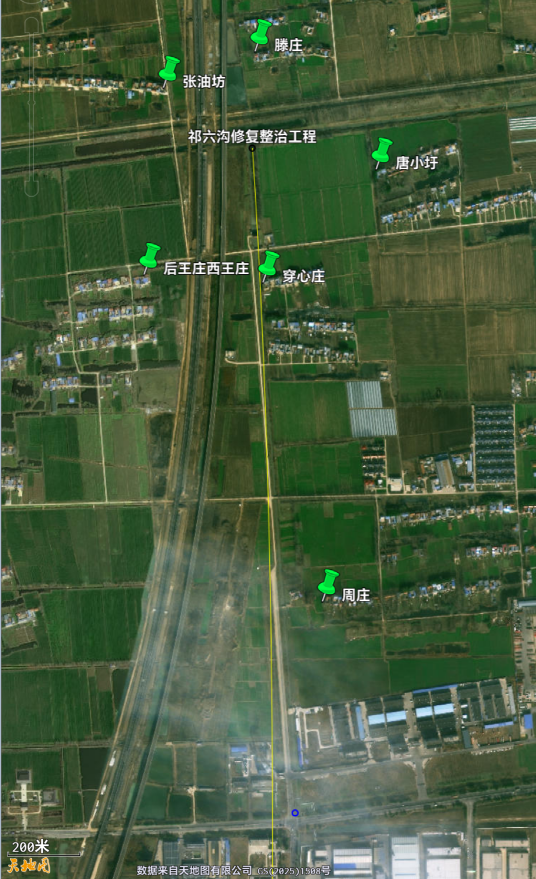 滕庄
张油坊
祁六沟修复整治工程
唐小圩
后王庄西王庄
穿心庄
周庄
200米
天地图
数据来自天地图有限公司 GS(2025)1508号